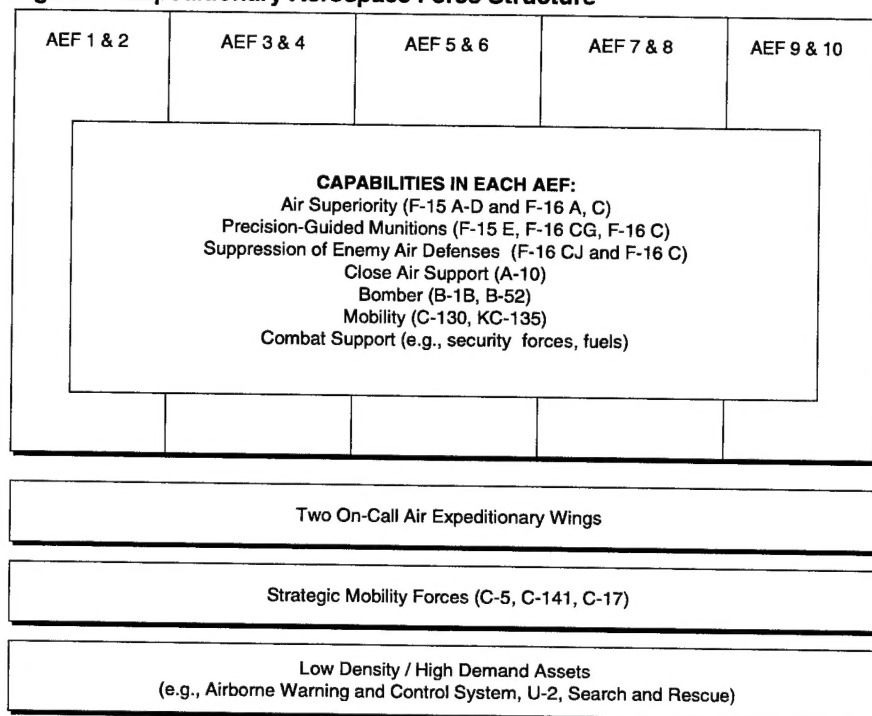 Expeditionary Aerospace Force Structure
AEF 1 & 2
AEF 3 & 4
AEF 5 & 6
AEF 7 & 8
AEF 9 & 10
CAPABILITIES IN EACH AEF:
Air Superiority (F-15 A-D and F-16 A, C)
Precision-Guided Munitions (F-15 E, F-16 CG, F-16 C)
Suppression of Enemy Air Defenses (F-16 CJ and F-16 C)
Close Air Support (A-10)
Bomber (B-1B, B-52)
Mobility (C-130, KC-135)
Combat Support (e.g., security forces, fuels)
Two On-Call Air Expeditionary Wings
Strategic Mobility Forces (C-5, C-141, C-17)
Low Density / High Demand Assets
(e.g., Airborne Warning and Control System, U-2, Search and Rescue)